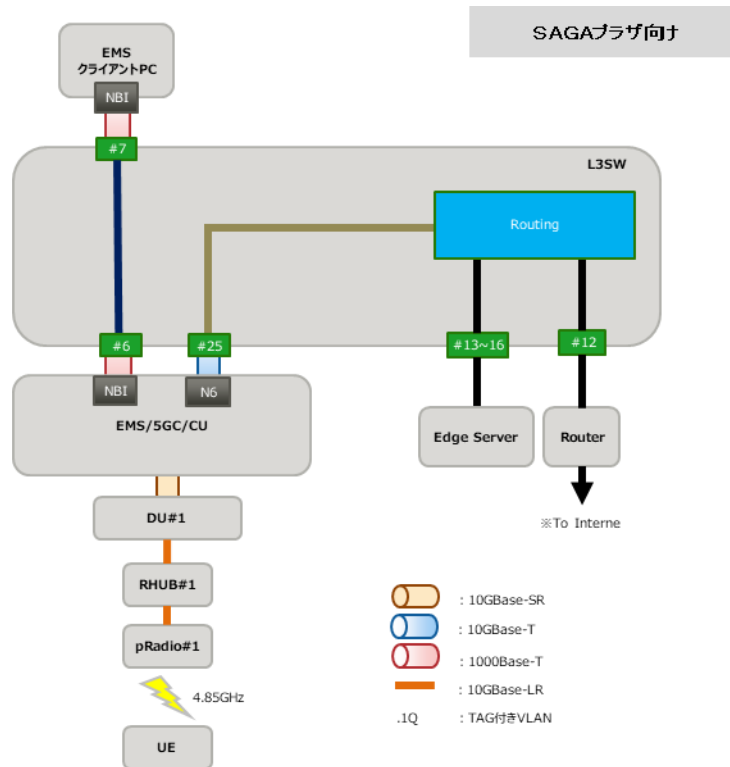 SAGAプラザ向け
EMS
クライアントPC
NBI
#7
L3SW
Routing
#6
#25
#13~16
#12
NBI
N6
EMS/5GC/CU
Edge Server
Router
DU#1
※To Interne
RHUB#1
: 10GBase-SR
: 10GBase-T
pRadio#1
: 1000Base-T
4.85GHz
: 10GBase-LR
.1Q : TAG付きVLAN
UE